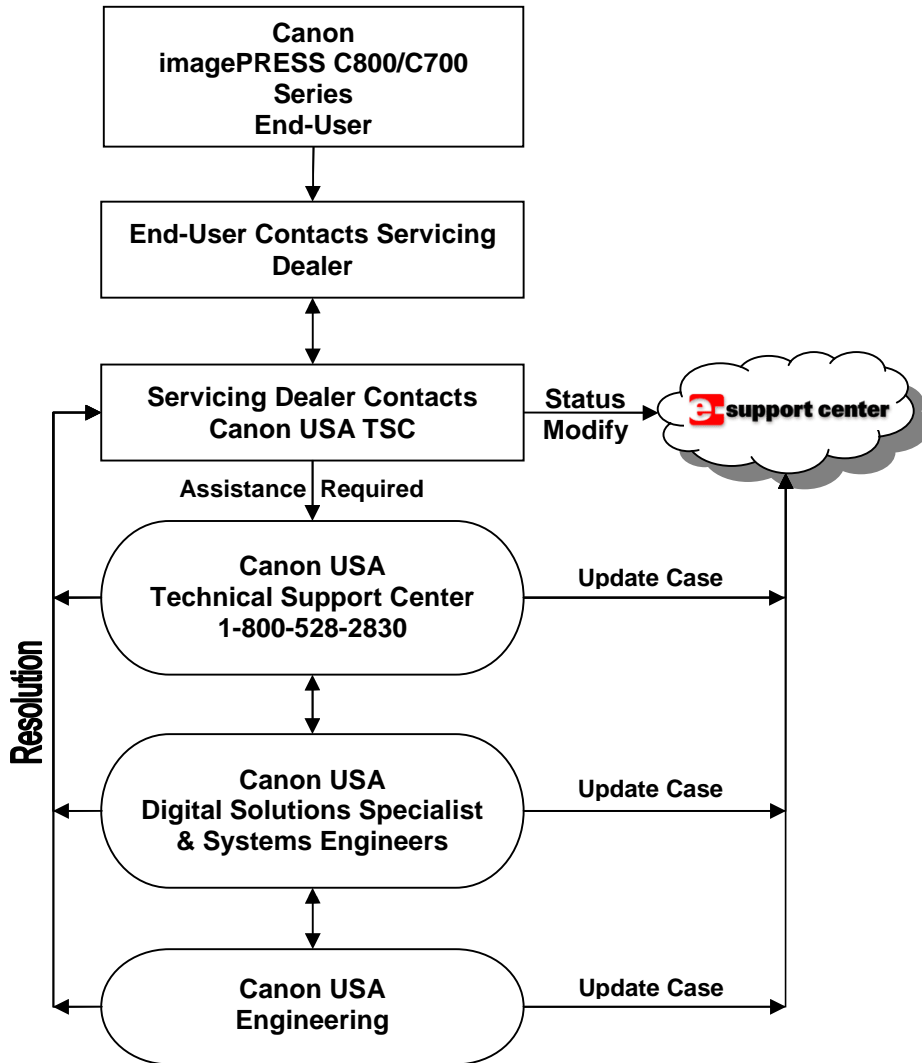 Canon
imagePRESS C800/C700
Series
End-User
End-User Contacts Servicing
Dealer
Servicing Dealer Contacts
Canon USA TSC
Status
Modify
e-support center
Assistance Required
Canon USA
Technical Support Center
1-800-528-2830
Update Case
Resolution
Canon USA
Digital Solutions Specialist
& Systems Engineers
Update Case
Canon USA
Engineering
Update Case